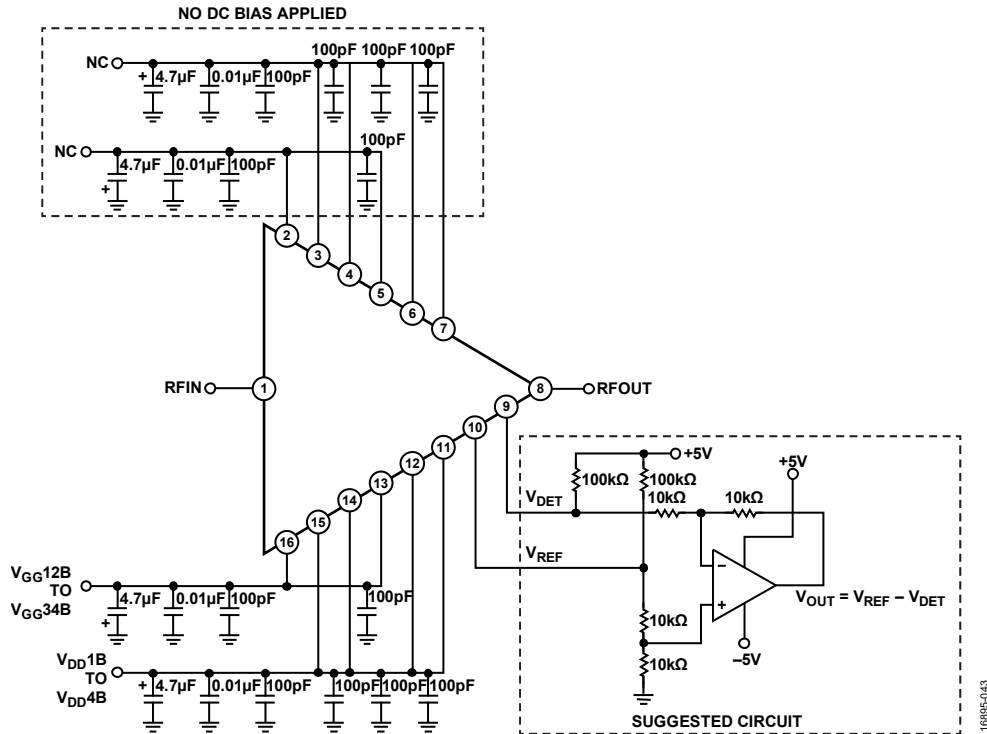 NO DC BIAS APPLIED
100pF 100pF 100pF
NC
+ 4.7µF 0.01µF 100pF
100pF
NC
4.7µF 0.01µF 100pF
+
2
3
4
5
6
7
RFIN
1
8
RFOUT
9
10
11
12
13
14
15
16
+5V
+5V
100kΩ 100kΩ
10kΩ 10kΩ
VDET
VREF
–
+
VOUT = VREF – VDET
10kΩ
–5V
10kΩ
SUGGESTED CIRCUIT
VGG12B
TO
VGG34B
4.7µF 0.01µF 100pF 100pF
+
VDD1B
TO
VDD4B
+ 4.7µF 0.01µF 100pF 100pF 100pF 100pF
16895-043